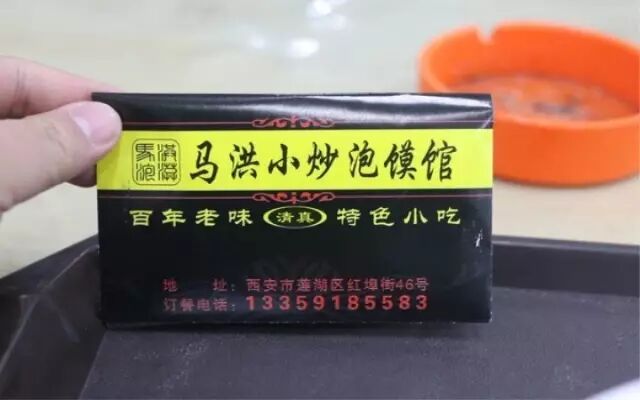 马洪小炒泡馍馆
百年老味 清真 特色小吃
地 址：西安市莲湖区红埠街46号
订餐电话：13359185583